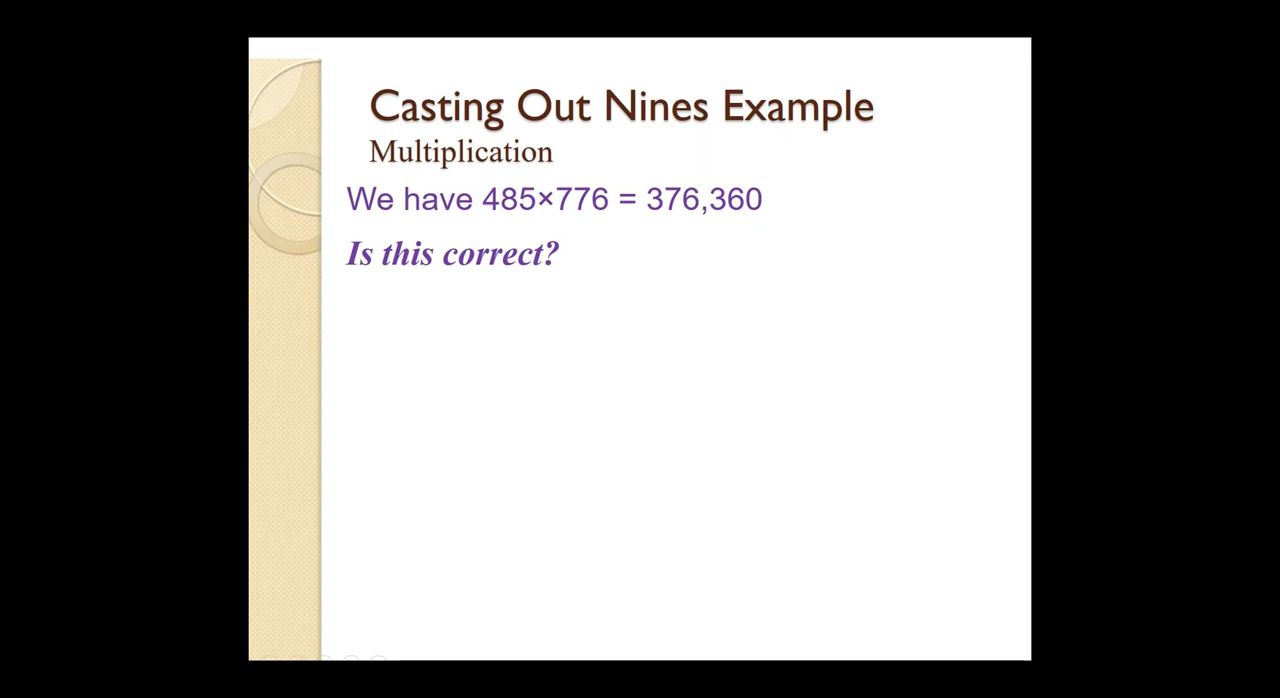 Casting Out Nines Example
Multiplication
We have 485×776 = 376,360
Is this correct?